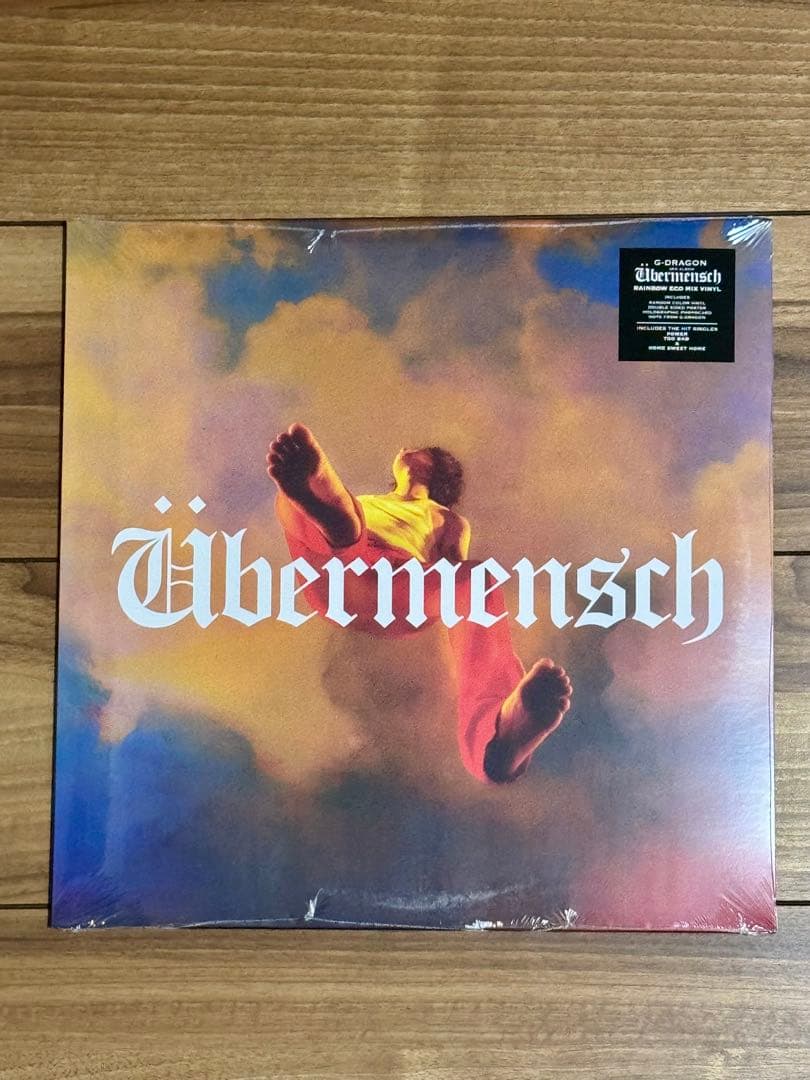 G-DRAGON
3RD ALBUM
Übermensch
RAINBOW ECO MIX VINYL
INCLUDES
RANDOM COLOR VINYL
DOUBLE SIDED POSTER
HOLOGRAPHIC PHOTOCARD
NOTE FROM G-DRAGON
INCLUDES THE HIT SINGLES
POWER
TOO BAD
&
HOME SWEET HOME
Übermensch